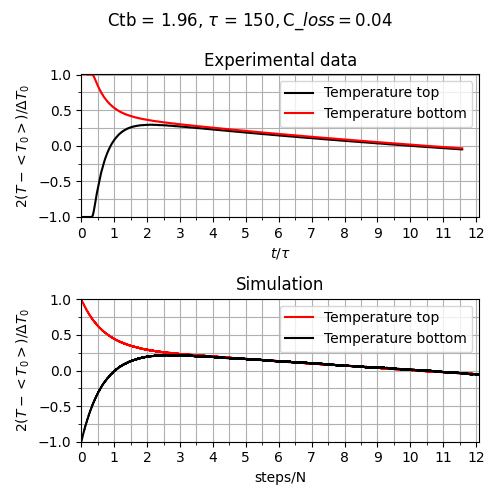 Ctb = 1.96, τ = 150, C_loss = 0.04
Experimental data
1.0
0.5
0.0
−0.5
−1.0
2(T − <T₀>)/ΔT₀
Temperature top
Temperature bottom
0 1 2 3 4 5 6 7 8 9 10 11 12
t/τ
Simulation
1.0
0.5
0.0
−0.5
−1.0
2(T − <T₀>)/ΔT₀
Temperature top
Temperature bottom
0 1 2 3 4 5 6 7 8 9 10 11 12
steps/N